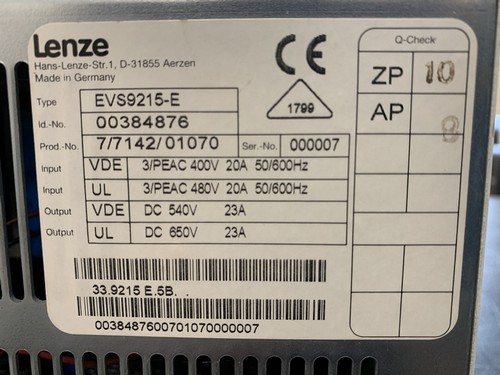 Lenze
Hans-Lenze-Str.1, D-31855 Aerzen
Made in Germany
Type EVS9215-E
Id.-No. 00384876
Prod.-No. 7/7142/01070 Ser.-No. 000007
Input VDE 3/PEAC 400V 20A 50/600Hz
Input UL 3/PEAC 480V 20A 50/600Hz
Output VDE DC 540V 23A
Output UL DC 650V 23A
33.9215 E.5B. .
0038487600701070000007
CE
1799
Q-Check
ZP 10
AP 8